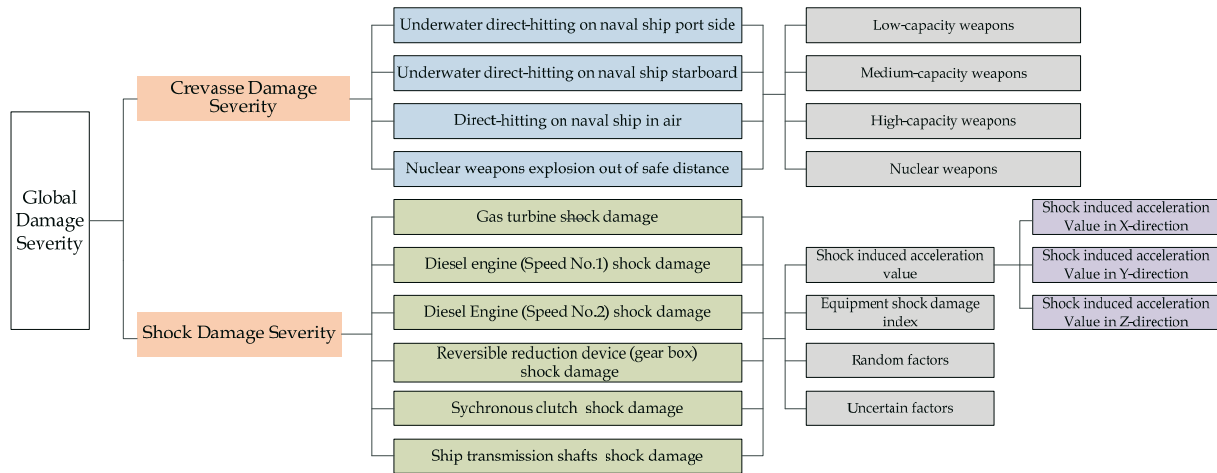 Global
Damage
Severity
Crevasse Damage
Severity
Shock Damage Severity
Underwater direct-hitting on naval ship port side
Underwater direct-hitting on naval ship starboard
Direct-hitting on naval ship in air
Nuclear weapons explosion out of safe distance
Gas turbine shock damage
Diesel engine (Speed No.1) shock damage
Diesel Engine (Speed No.2) shock damage
Reversible reduction device (gear box)
shock damage
Sychronous clutch shock damage
Ship transmission shafts shock damage
Low-capacity weapons
Medium-capacity weapons
High-capacity weapons
Nuclear weapons
Shock induced acceleration
value
Equipment shock damage
index
Random factors
Uncertain factors
Shock induced acceleration
Value in X-direction
Shock induced acceleration
Value in Y-direction
Shock induced acceleration
Value in Z-direction